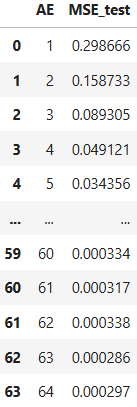 AE MSE_test
0 1 0.298666
1 2 0.158733
2 3 0.089305
3 4 0.049121
4 5 0.034356
... ... ...
59 60 0.000334
60 61 0.000317
61 62 0.000338
62 63 0.000286
63 64 0.000297